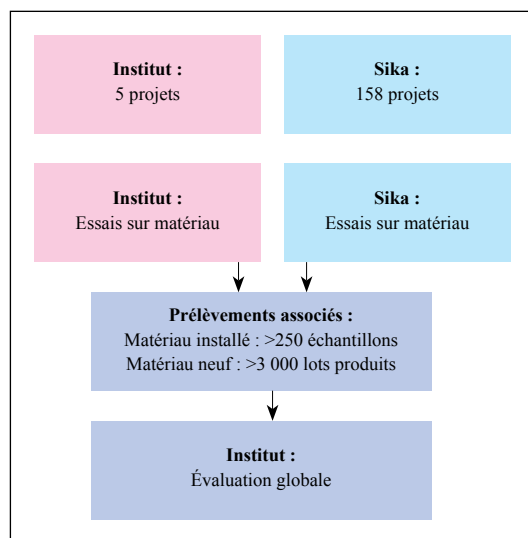 Institut :
5 projets
Sika :
158 projets
Institut :
Essais sur matériau
Sika :
Essais sur matériau
Prélèvements associés :
Matériau installé : >250 échantillons
Matériau neuf : >3 000 lots produits
Institut :
Évaluation globale